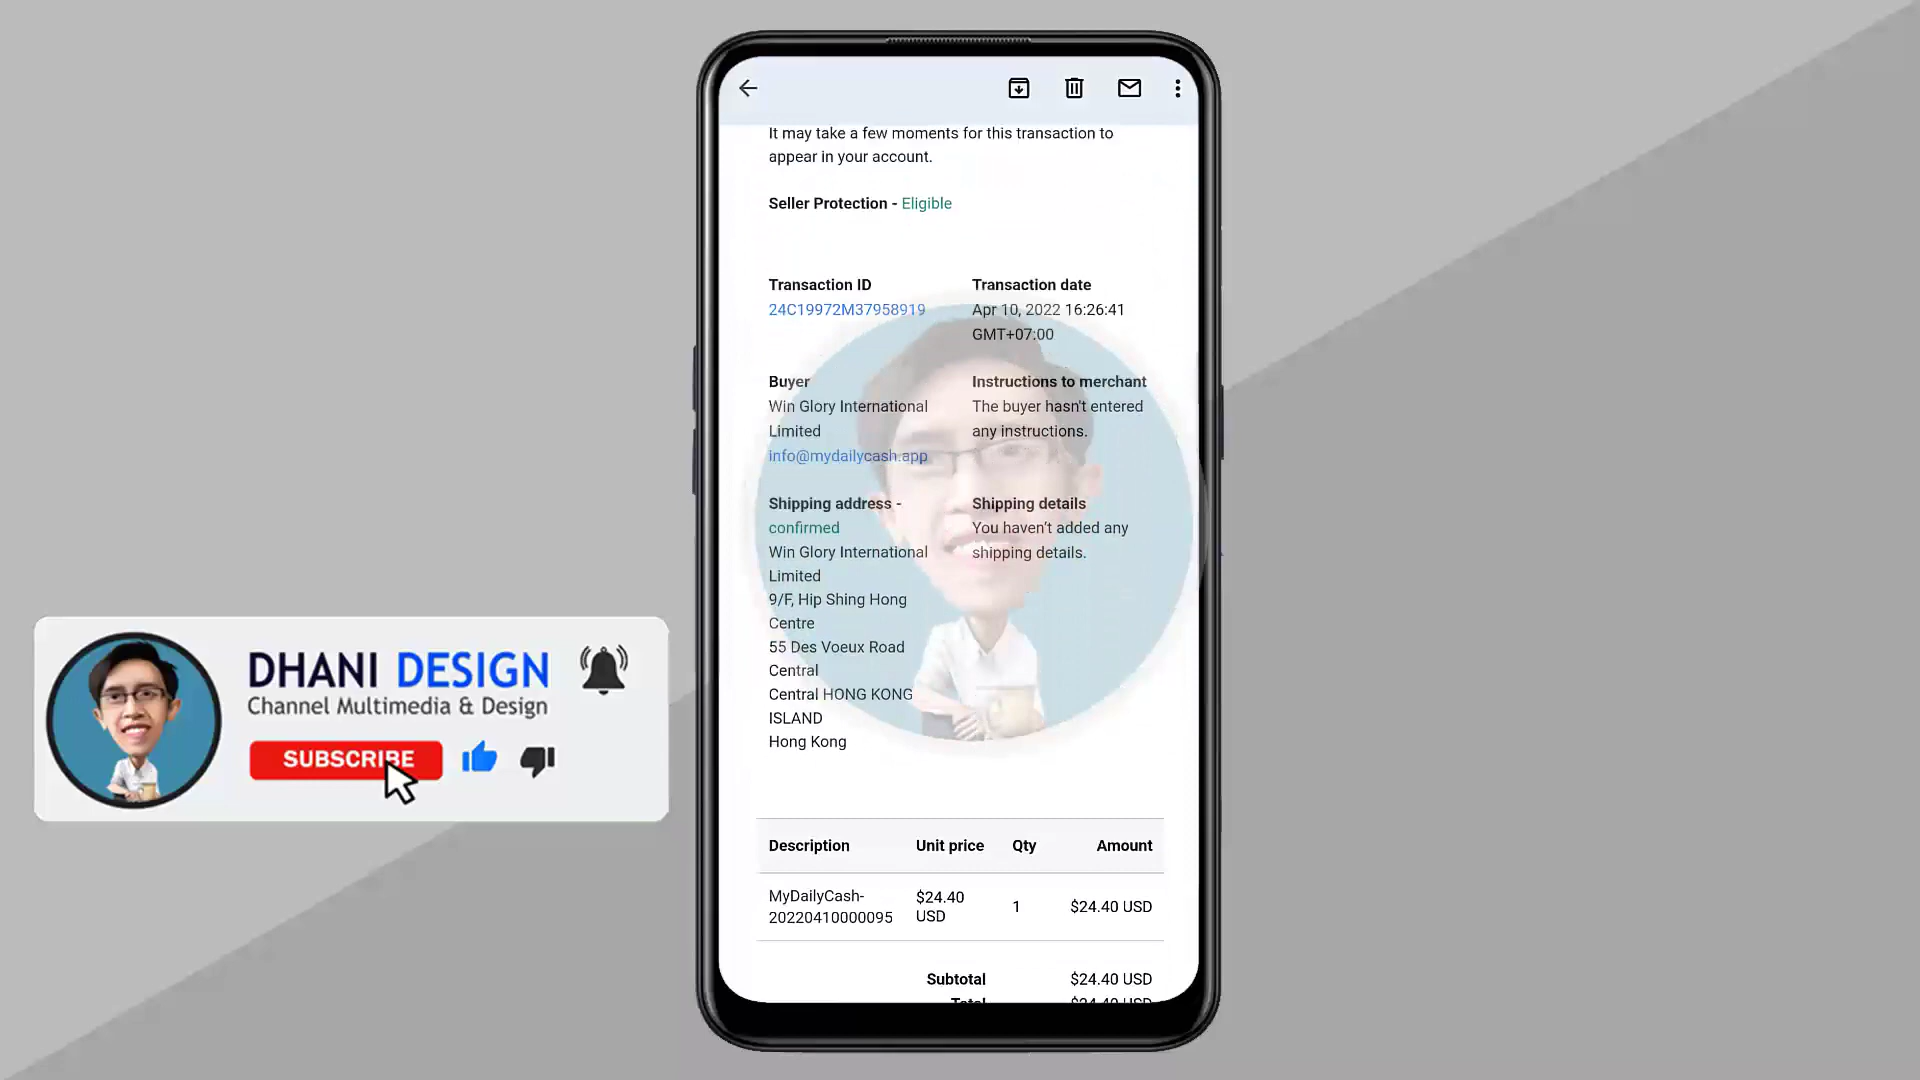 It may take a few moments for this transaction to
appear in your account.
Seller Protection - Eligible
Transaction ID
24C19972M37958919
Transaction date
Apr 10, 2022 16:26:41
GMT+07:00
Buyer
Win Glory International
Limited
info@mydailycash.app
Instructions to merchant
The buyer hasn't entered
any instructions.
Shipping address -
confirmed
Win Glory International
Limited
9/F, Hip Shing Hong
Centre
55 Des Voeux Road
Central
Central HONG KONG
ISLAND
Hong Kong
Shipping details
You haven't added any
shipping details.
Description Unit price Qty Amount
MyDailyCash-
20220410000095
$24.40
USD
1
$24.40 USD
Subtotal $24.40 USD
Total $24.40 USD
DHANI DESIGN
Channel Multimedia & Design
SUBSCRIBE